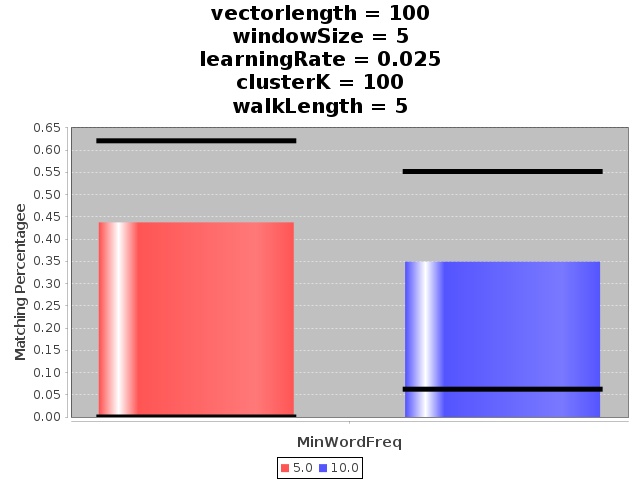 vectorlength = 100
windowSize = 5
learningRate = 0.025
clusterK = 100
walkLength = 5
0.65
0.60
0.55
0.50
0.45
0.40
0.35
0.30
0.25
0.20
0.15
0.10
0.05
0.00
Matching Percentagee
MinWordFreq
5.0 10.0